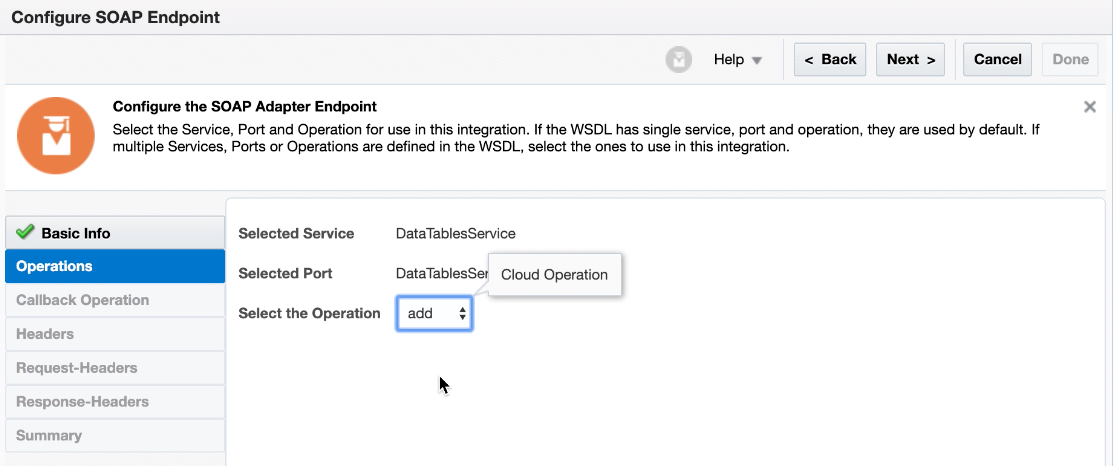 Configure SOAP Endpoint
Help
< Back
Next >
Cancel
Done
Configure the SOAP Adapter Endpoint
Select the Service, Port and Operation for use in this integration. If the WSDL has single service, port and operation, they are used by default. If
multiple Services, Ports or Operations are defined in the WSDL, select the ones to use in this integration.
Basic Info
Operations
Callback Operation
Headers
Request-Headers
Response-Headers
Summary
Selected Service DataTablesService
Selected Port DataTablesSer
Cloud Operation
Select the Operation add